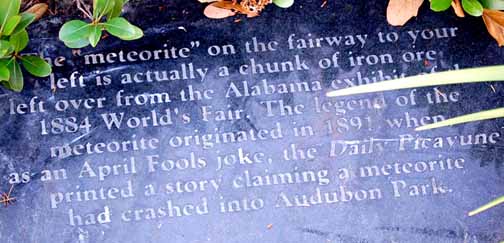 The "meteorite" on the fairway to your
left is actually a chunk of iron ore
left over from the Alabama exhibit of
1884 World's Fair. The legend of the
meteorite originated in 1891 when,
as an April Fools joke, the Daily Picayune
printed a story claiming a meteorite
had crashed into Audubon Park.